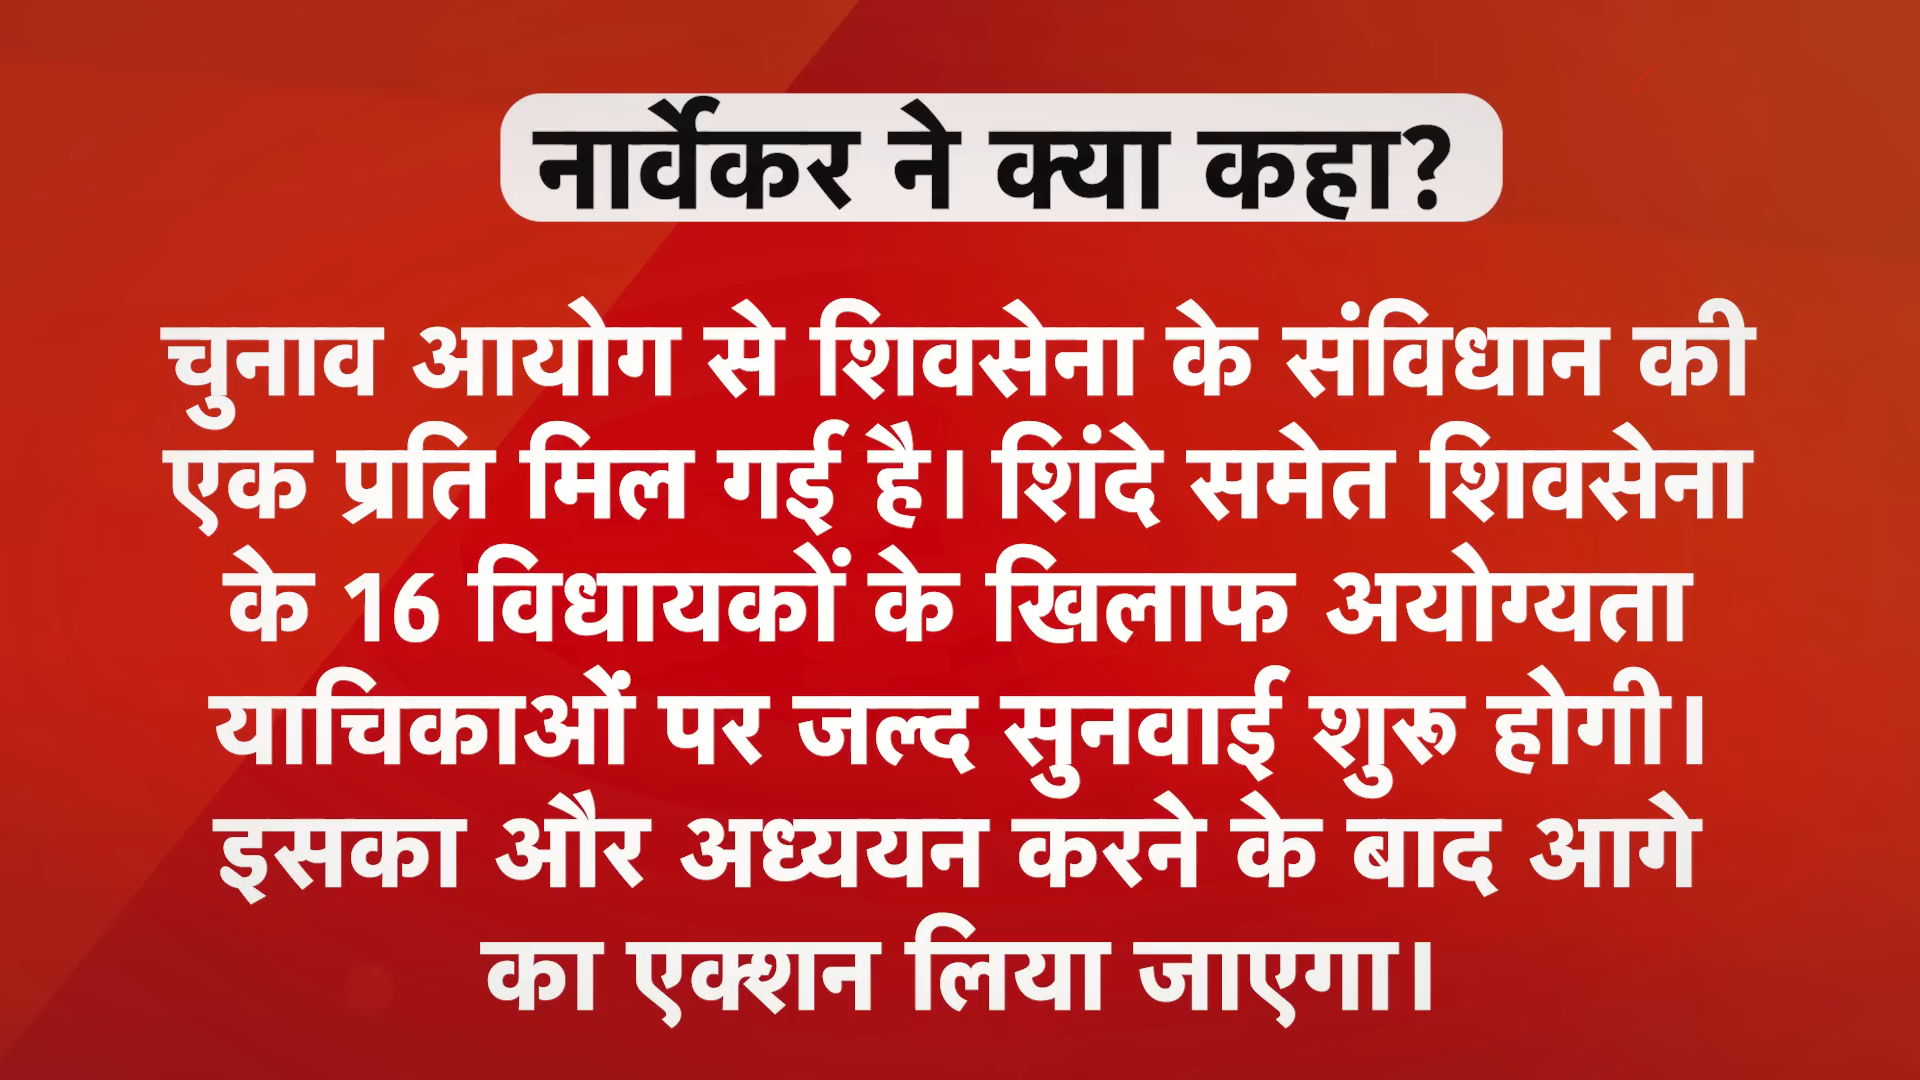 नार्वेकर ने क्या कहा?
चुनाव आयोग से शिवसेना के संविधान की
एक प्रति मिल गई है। शिंदे समेत शिवसेना
के 16 विधायकों के खिलाफ अयोग्यता
याचिकाओं पर जल्द सुनवाई शुरू होगी।
इसका और अध्ययन करने के बाद आगे
का एक्शन लिया जाएगा।